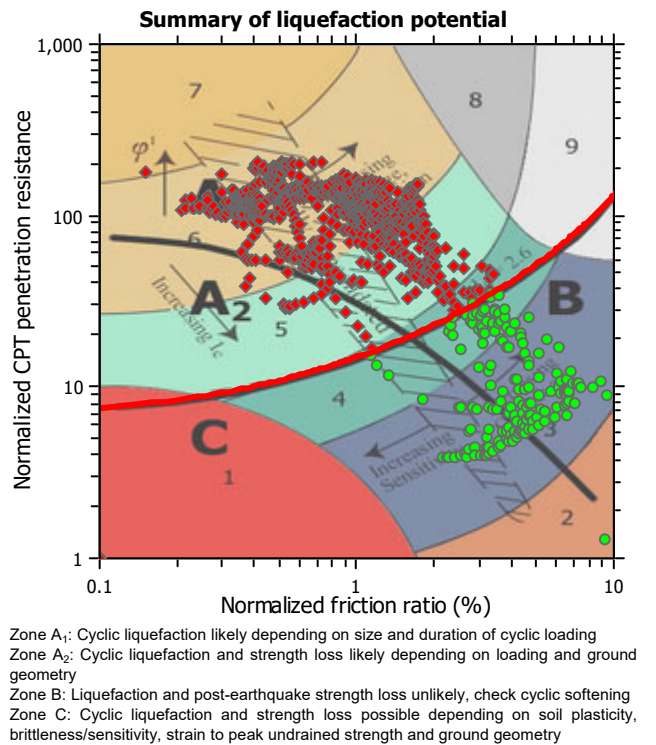 Summary of liquefaction potential
1,000
7
8
9
φ'
A
100
6
2.6
A2
B
5
Increasing Ic
10
4
C
3
1
Increasing
Sensitivity
2
1
0.1
1
10
Normalized CPT penetration resistance
Normalized friction ratio (%)
Zone A1: Cyclic liquefaction likely depending on size and duration of cyclic loading
Zone A2: Cyclic liquefaction and strength loss likely depending on loading and ground
geometry
Zone B: Liquefaction and post-earthquake strength loss unlikely, check cyclic softening
Zone C: Cyclic liquefaction and strength loss possible depending on soil plasticity,
brittleness/sensitivity, strain to peak undrained strength and ground geometry